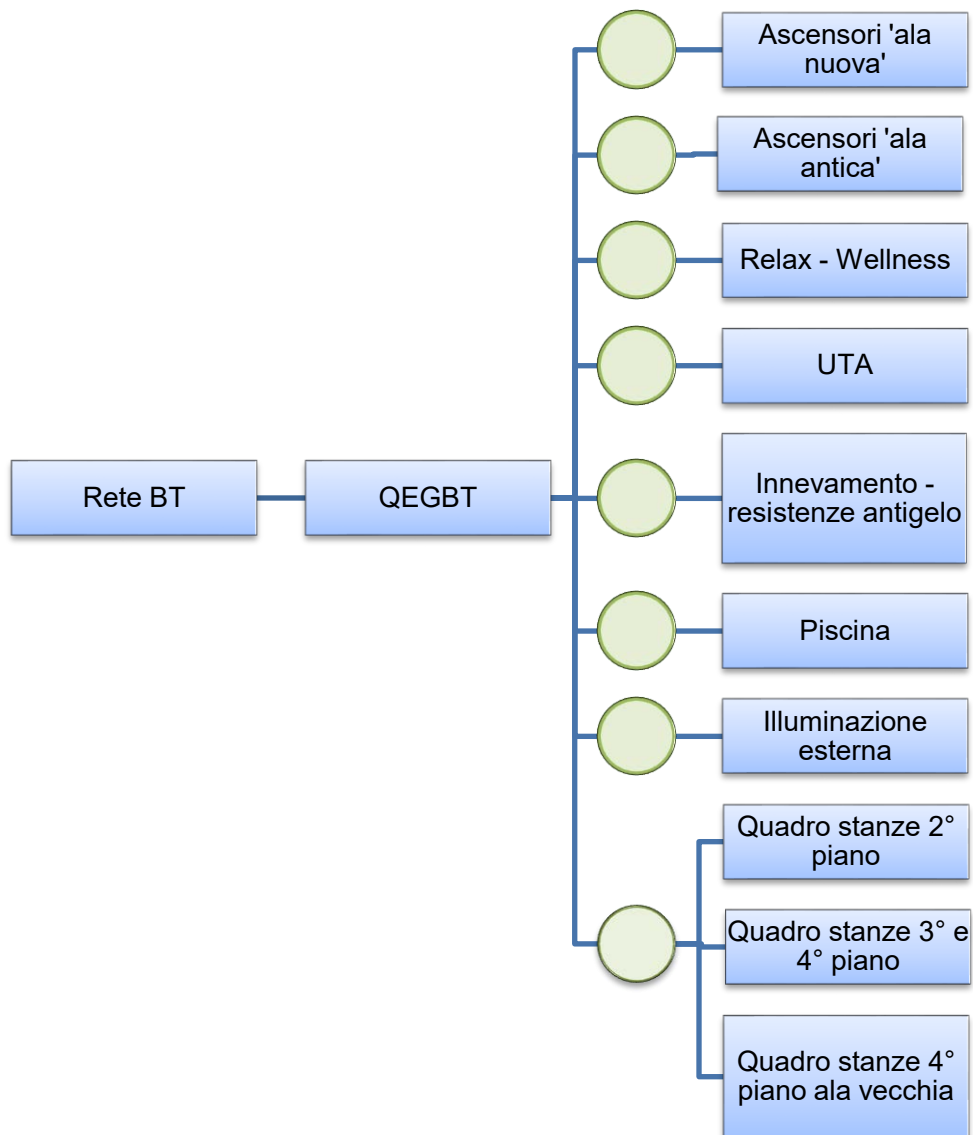 Ascensori 'ala
nuova'
Ascensori 'ala
antica'
Relax - Wellness
UTA
Rete BT
QEGBT
Innevamento -
resistenze antigelo
Piscina
Illuminazione
esterna
Quadro stanze 2°
piano
Quadro stanze 3° e
4° piano
Quadro stanze 4°
piano ala vecchia